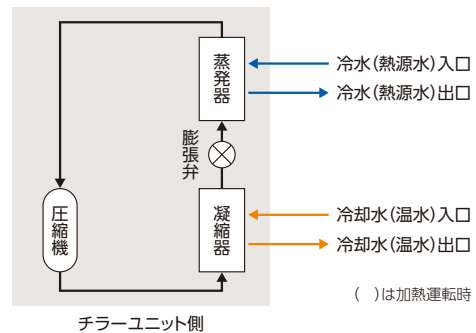 蒸発器
冷水(熱源水)入口
冷水(熱源水)出口
膨張弁
圧縮機
凝縮器
冷却水(温水)入口
冷却水(温水)出口
(　)は加熱運転時
チラーユニット側